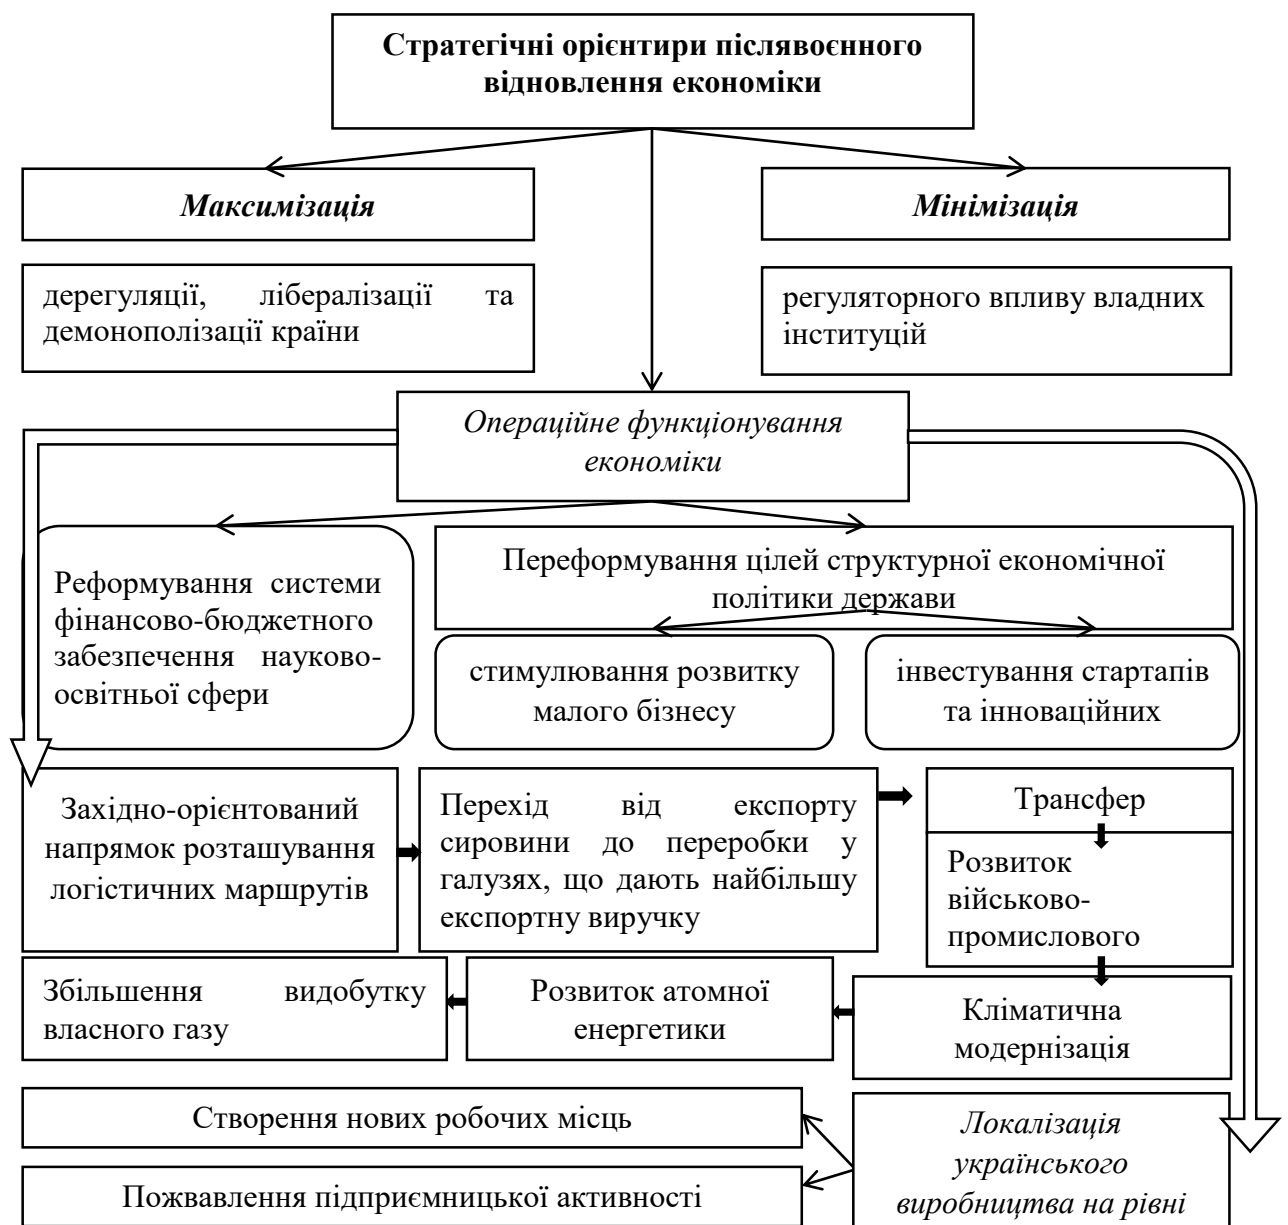 Стратегічні орієнтири післявоєнного
відновлення економіки
Максимізація
Мінімізація
дерегуляції, лібералізації та
демонополізації країни
регуляторного впливу владних
інституцій
Операційне функціонування
економіки
Реформування системи
фінансово-бюджетного
забезпечення науково-
освітньої сфери
Переформування цілей структурної економічної
політики держави
стимулювання розвитку
малого бізнесу
інвестування стартапів
та інноваційних
Західно-орієнтований
напрямок розташування
логістичних маршрутів
Перехід від експорту
сировини до переробки у
галузях, що дають найбільшу
експортну виручку
Трансфер
Розвиток
військово-
промислового
Кліматична
модернізація
Розвиток атомної
енергетики
Збільшення видобутку
власного газу
Створення нових робочих місць
Пожвавлення підприємницької активності
Локалізація
українського
виробництва на рівні